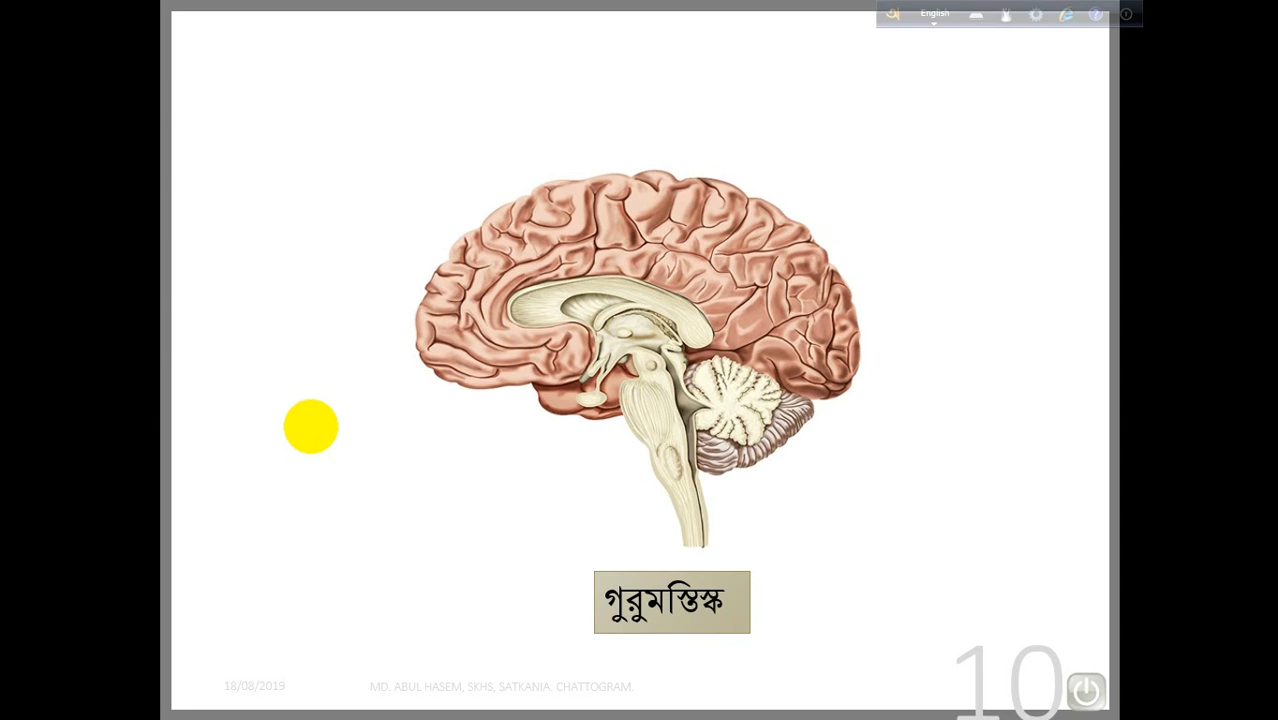 অ English
গুরুমস্তিস্ক
18/08/2019 MD. ABUL HASEM, SKHS, SATKANIA. CHATTOGRAM. 10